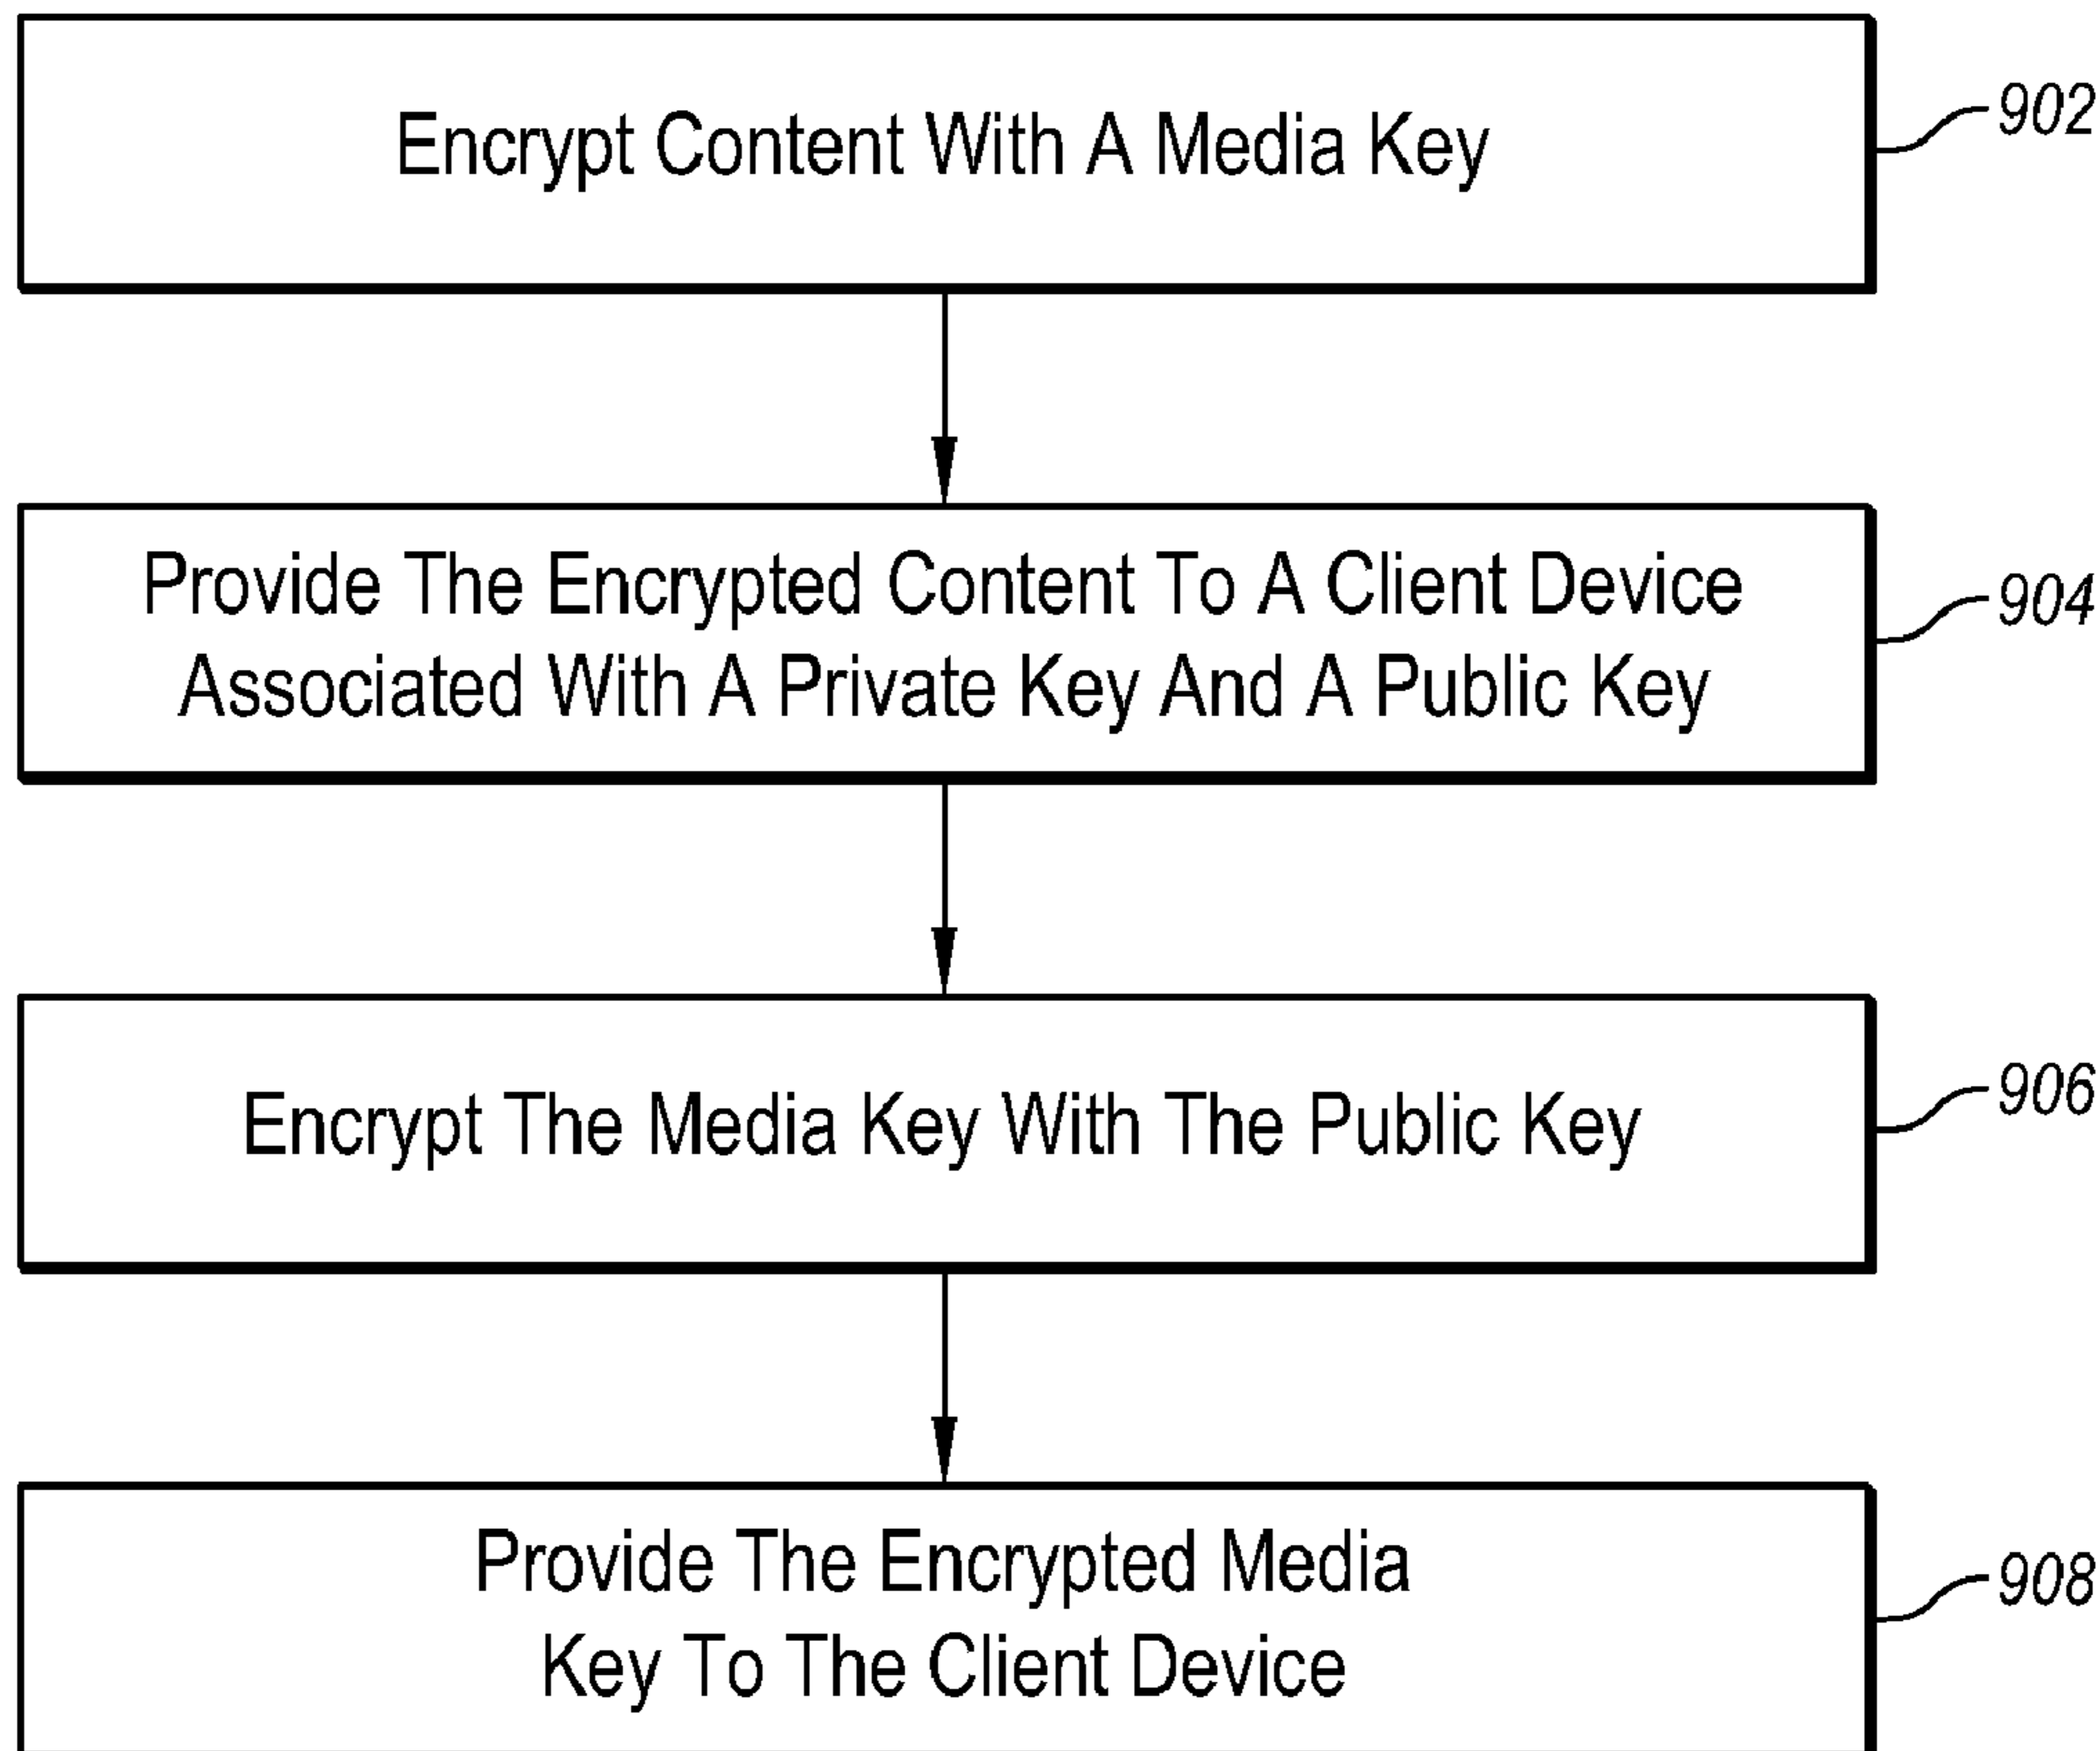 Encrypt Content With A Media Key
902
Provide The Encrypted Content To A Client Device
Associated With A Private Key And A Public Key
904
Encrypt The Media Key With The Public Key
906
Provide The Encrypted Media
Key To The Client Device
908